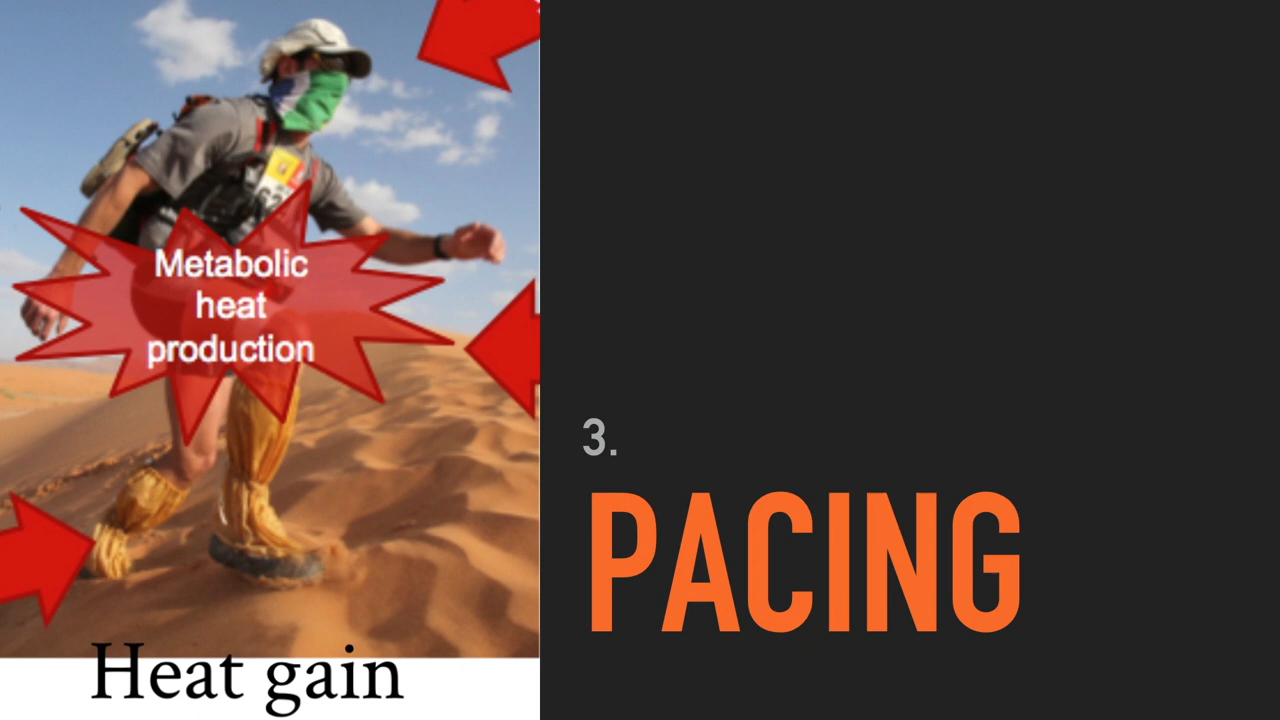 Metabolic
heat
production
Heat gain
3.
PACING